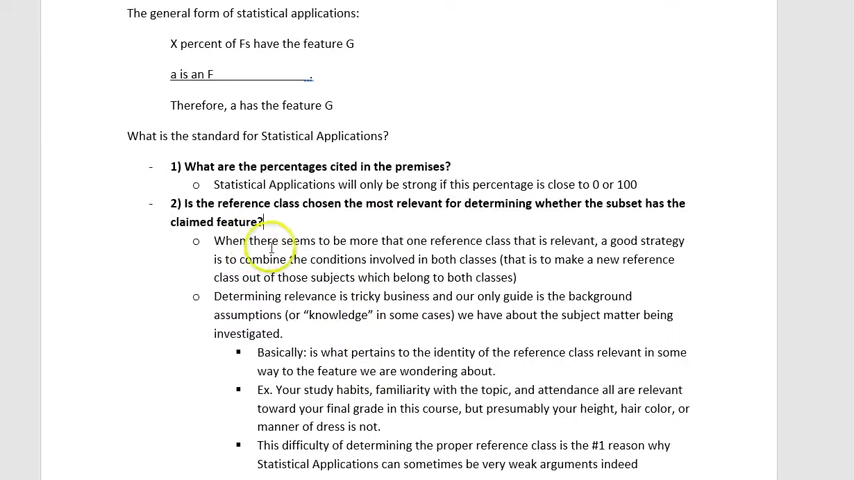 The general form of statistical applications:
X percent of Fs have the feature G
a is an F .
Therefore, a has the feature G
What is the standard for Statistical Applications?
- 1) What are the percentages cited in the premises?
o Statistical Applications will only be strong if this percentage is close to 0 or 100
- 2) Is the reference class chosen the most relevant for determining whether the subset has the
claimed feature?
o When there seems to be more that one reference class that is relevant, a good strategy
is to combine the conditions involved in both classes (that is to make a new reference
class out of those subjects which belong to both classes)
o Determining relevance is tricky business and our only guide is the background
assumptions (or “knowledge” in some cases) we have about the subject matter being
investigated.
▪ Basically: is what pertains to the identity of the reference class relevant in some
way to the feature we are wondering about.
▪ Ex. Your study habits, familiarity with the topic, and attendance all are relevant
toward your final grade in this course, but presumably your height, hair color, or
manner of dress is not.
▪ This difficulty of determining the proper reference class is the #1 reason why
Statistical Applications can sometimes be very weak arguments indeed